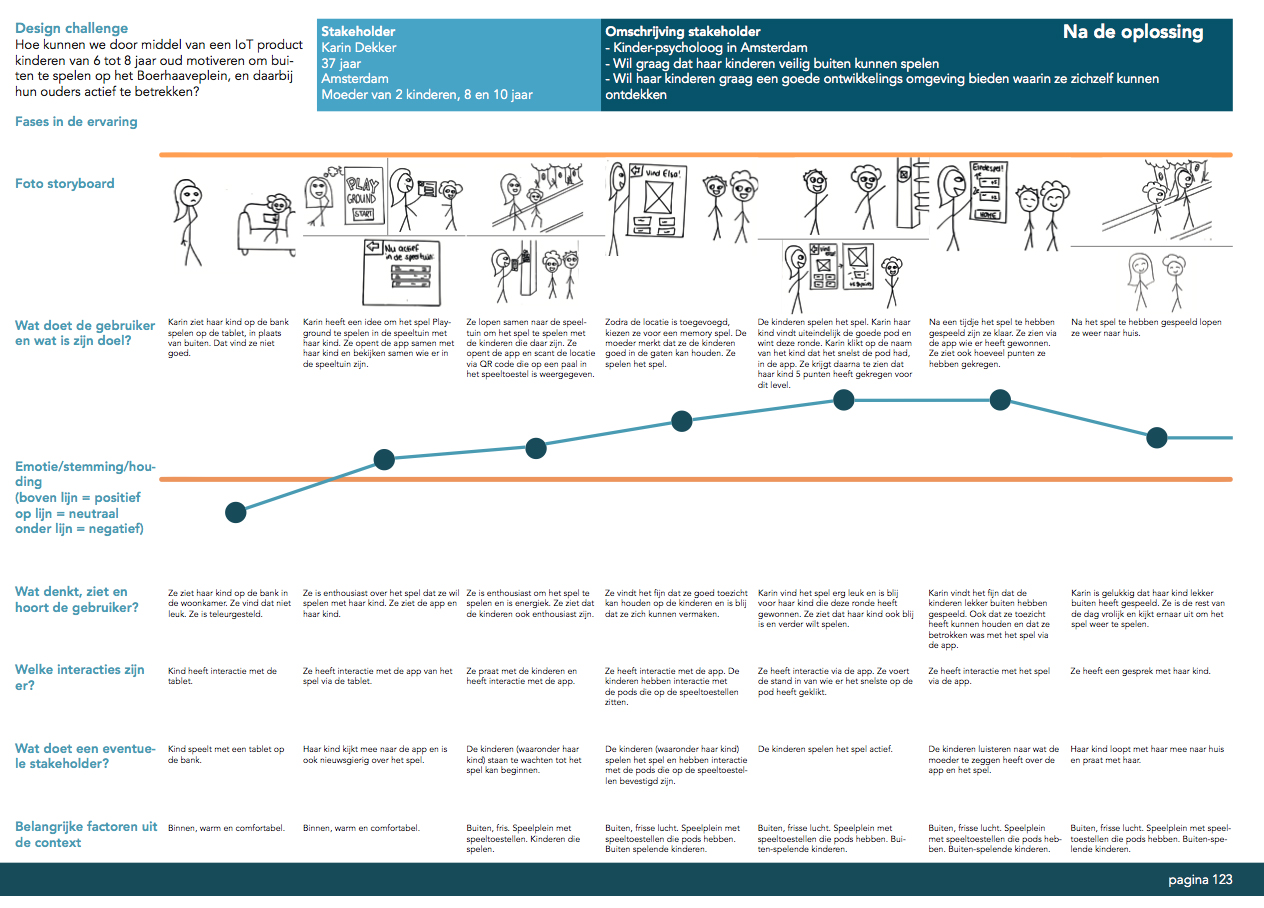 Design challenge
Hoe kunnen we door middel van een IoT product
kinderen van 6 tot 8 jaar oud motiveren om bui-
ten te spelen op het Boerhaaveplein, en daarbij
hun ouders actief te betrekken?
Stakeholder
Karin Dekker
37 jaar
Amsterdam
Moeder van 2 kinderen, 8 en 10 jaar
Omschrijving stakeholder
- Kinder-psycholoog in Amsterdam
- Wil graag dat haar kinderen veilig buiten kunnen spelen
- Wil haar kinderen graag een goede ontwikkelings omgeving bieden waarin ze zichzelf kunnen
ontdekken
Na de oplossing
Fases in de ervaring
Foto storyboard
PLAY
GROUND
START
Nu actief
in de speeltuin:
Vind Elsa!
Vind
Elsa!
Einde spel!
HOME
Wat doet de gebruiker
en wat is zijn doel?
Karin ziet haar kind op de bank
spelen op de tablet, in plaats
van buiten. Dat vind ze niet
goed.
Karin heeft een idee om het spel Play-
ground te spelen in de speeltuin met
haar kind. Ze opent de app samen met
haar kind en bekijken samen wie er in
de speeltuin zijn.
Ze lopen samen naar de speel-
tuin om het spel te spelen met
de kinderen die daar zijn. Ze
opent de app en scant de locatie
via QR code die op een paal in
het speeltoestel is weergegeven.
Zodra de locatie is toegevoegd,
kiezen ze voor een memory spel. De
moeder merkt dat ze de kinderen
goed in de gaten kan houden. Ze
spelen het spel.
De kinderen spelen het spel. Karin haar
kind vindt uiteindelijk de goede pod en
wint deze ronde. Karin klikt op de naam
van het kind dat het snelst de pod had,
in de app. Ze krijgt daarna te zien dat
haar kind 5 punten heeft gekregen voor
dit level.
Na een tijdje het spel te hebben
gespeeld zijn ze klaar. Ze zien via
de app wie er heeft gewonnen.
Ze ziet ook hoeveel punten ze
hebben gekregen.
Na het spel te hebben gespeeld lopen
ze weer naar huis.
Emotie/stemming/hou-
ding
(boven lijn = positief
op lijn = neutraal
onder lijn = negatief)
Wat denkt, ziet en
hoort de gebruiker?
Ze ziet haar kind op de bank in
de woonkamer. Ze vind dat niet
leuk. Ze is teleurgesteld.
Ze is enthousiast over het spel dat ze wil
spelen met haar kind. Ze ziet de app en
haar kind.
Ze is enthousiast om het spel te
spelen en is energiek. Ze ziet dat
de kinderen ook enthousiast zijn.
Ze vindt het fijn dat ze goed toezicht
kan houden op de kinderen en is blij
dat ze zich kunnen vermaken.
Karin vind het spel erg leuk en is blij
voor haar kind die deze ronde heeft
gewonnen. Ze ziet dat haar kind ook blij
is en verder wilt spelen.
Karin vindt het fijn dat de
kinderen lekker buiten hebben
gespeeld. Ook dat ze toezicht
heeft kunnen houden en dat ze
betrokken was met het spel via
de app.
Karin is gelukkig dat haar kind lekker
buiten heeft gespeeld. Ze is de rest van
de dag vrolijk en kijkt ernaar uit om het
spel weer te spelen.
Welke interacties zijn
er?
Kind heeft interactie met de
tablet.
Ze heeft interactie met de app van het
spel via de tablet.
Ze praat met de kinderen en
heeft interactie met de app.
Ze heeft interactie met de app. De
kinderen hebben interactie met
de pods die op de speeltoestellen
zitten.
Ze heeft interactie via de app. Ze voert
de stand in van wie er het snelste op de
pod heeft geklikt.
Ze heeft interactie met het spel
via de app.
Ze heeft een gesprek met haar kind.
Wat doet een eventue-
le stakeholder?
Kind speelt met een tablet op
de bank.
Haar kind kijkt mee naar de app en is
ook nieuwsgierig over het spel.
De kinderen (waaronder haar
kind) staan te wachten tot het
spel kan beginnen.
De kinderen (waaronder haar kind)
spelen het spel en hebben interactie
met de pods die op de speeltoestel-
len bevestigd zijn.
De kinderen spelen het spel actief.
De kinderen luisteren naar wat de
moeder te zeggen heeft over de
app en het spel.
Haar kind loopt met haar mee naar huis
en praat met haar.
Belangrijke factoren uit
de context
Binnen, warm en comfortabel.
Binnen, warm en comfortabel.
Buiten, fris. Speelplein met
speeltoestellen. Kinderen die
spelen.
Buiten, frisse lucht. Speelplein met
speeltoestellen die pods hebben.
Buiten spelende kinderen.
Buiten, frisse lucht. Speelplein met
speeltoestellen die pods hebben. Bui-
ten-spelende kinderen.
Buiten, frisse lucht. Speelplein
met speeltoestellen die pods heb-
ben. Buiten-spelende kinderen.
Buiten, frisse lucht. Speelplein met speel-
toestellen die pods hebben. Buiten-spe-
lende kinderen.
pagina 123